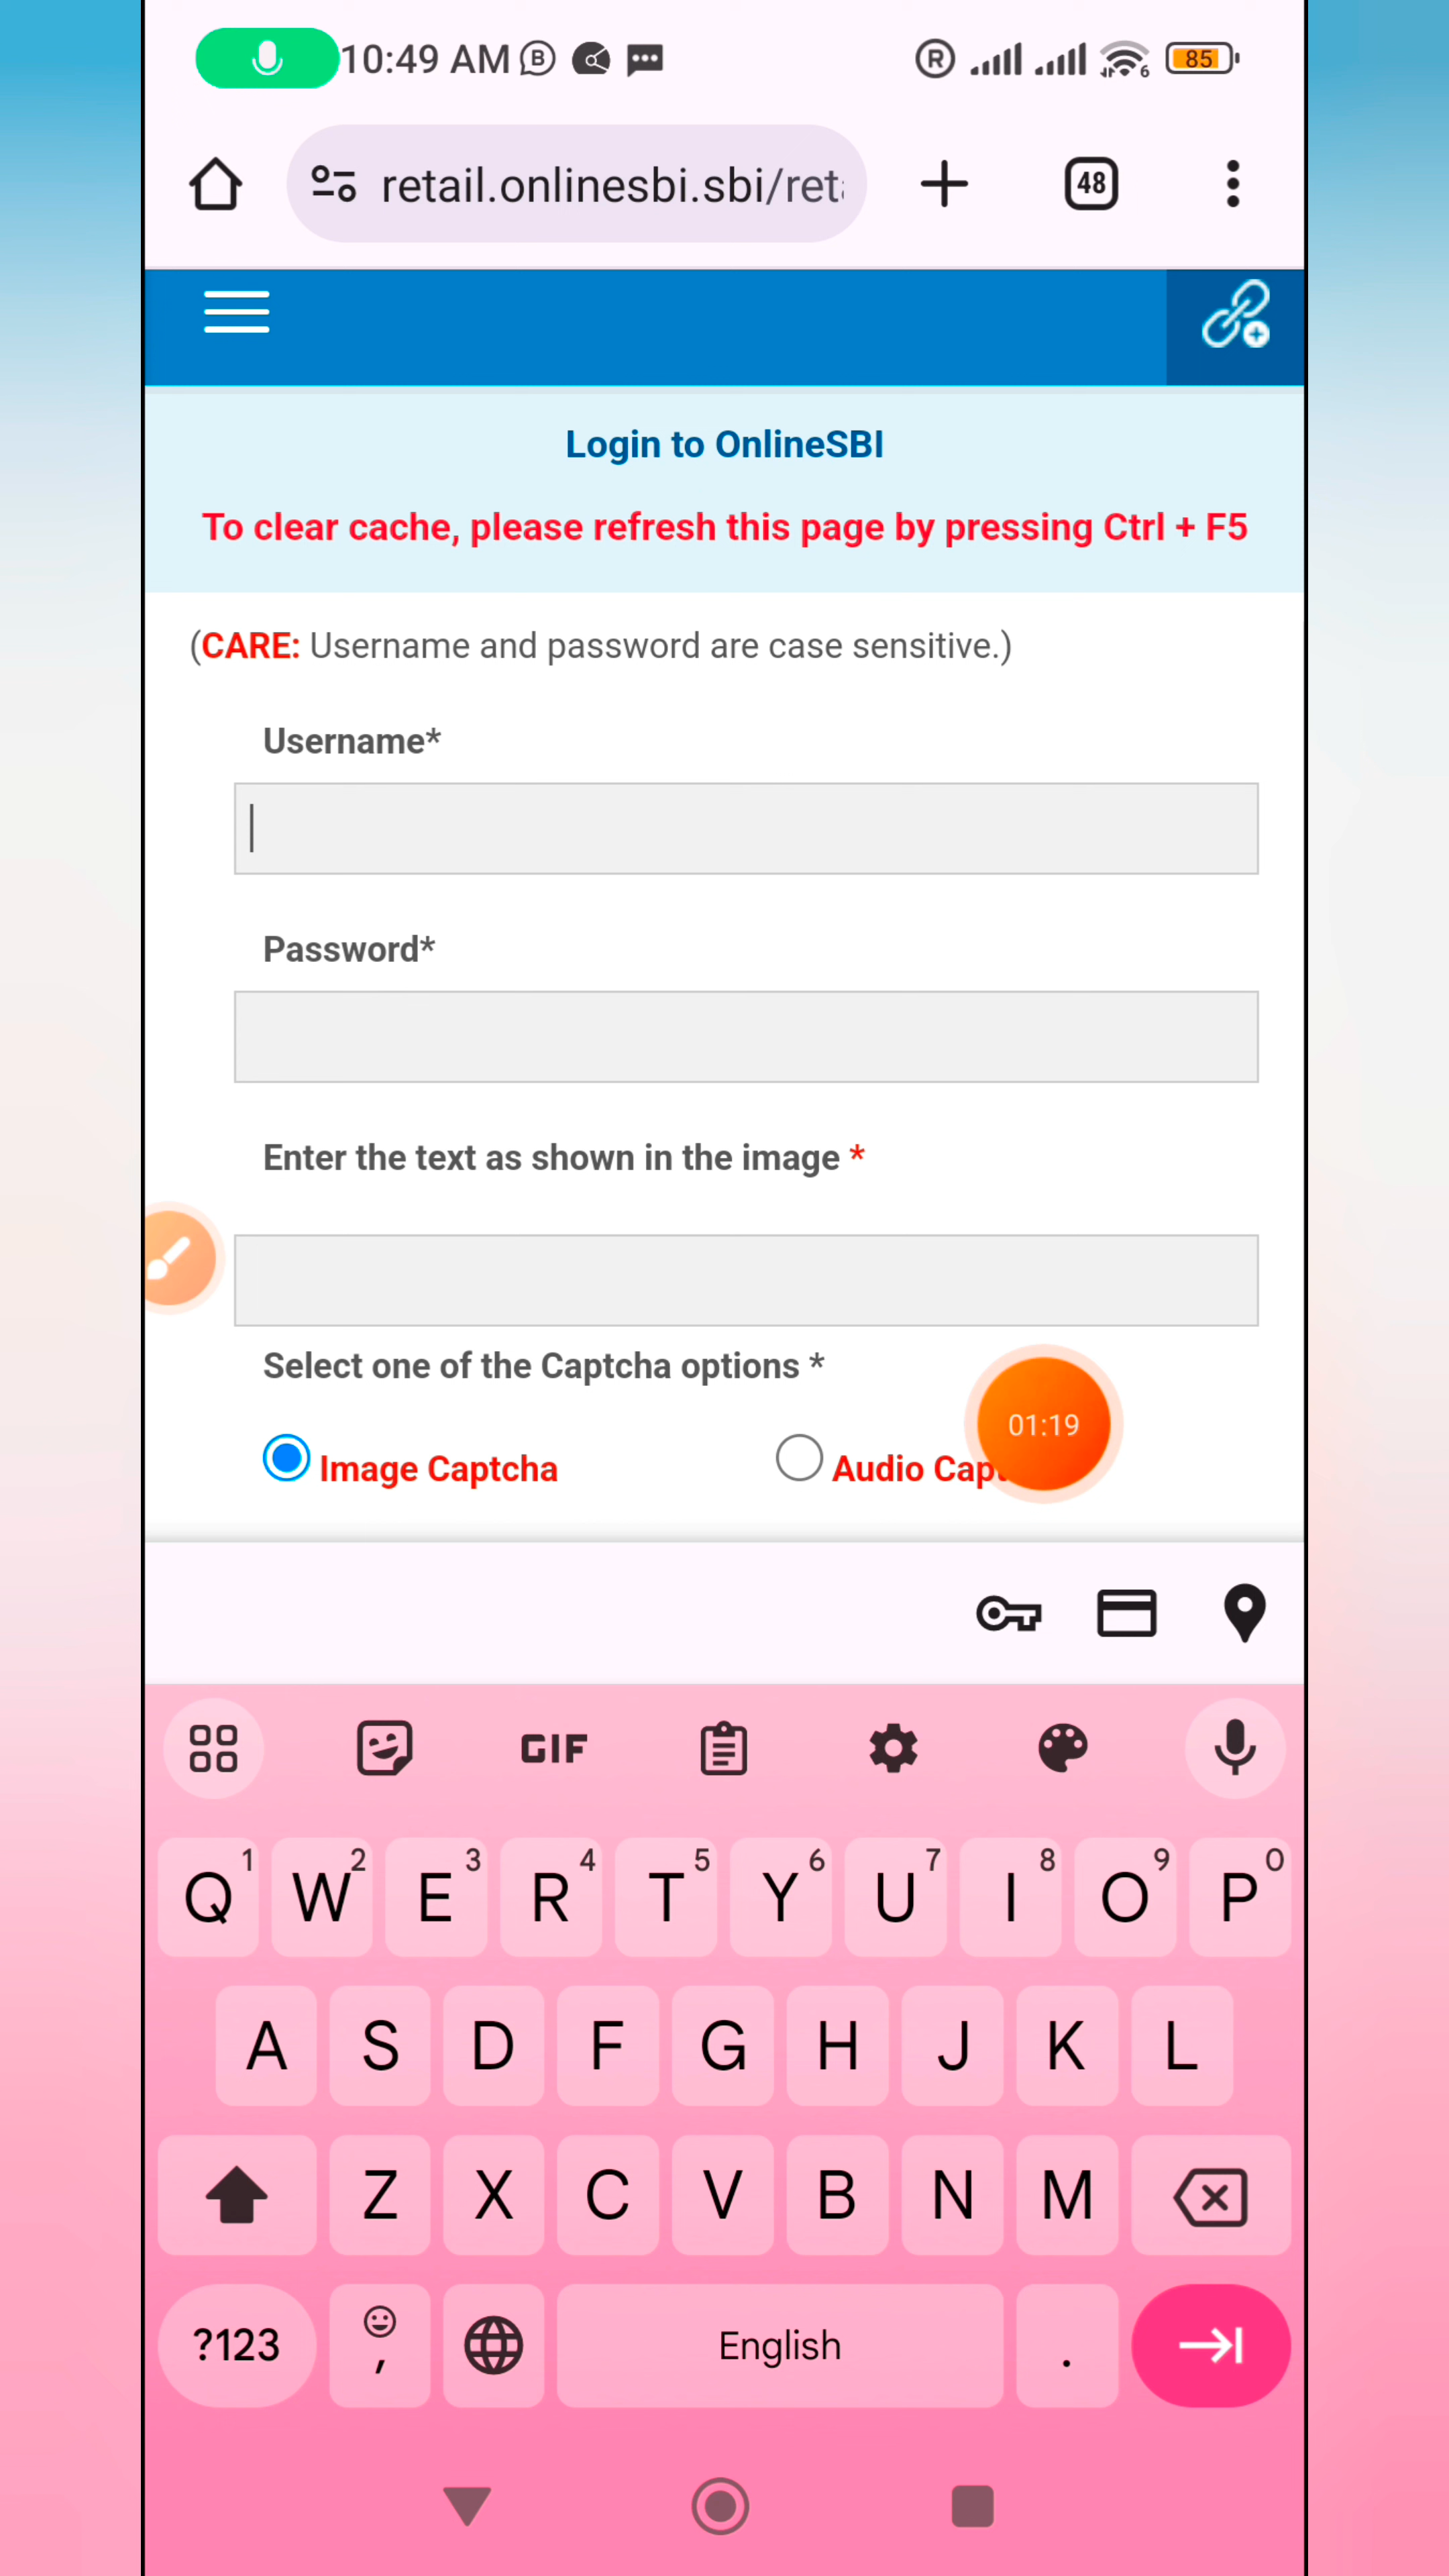 10:49 AM B R 6 85
retail.onlinesbi.sbi/ret
48
Login to OnlineSBI
To clear cache, please refresh this page by pressing Ctrl + F5
(CARE: Username and password are case sensitive.)
Username*
Password*
Enter the text as shown in the image *
Select one of the Captcha options *
Image Captcha
Audio Cap
01:19
GIF
Q1 W2 E3 R4 T5 Y6 U7 I8 O9 P0
A S D F G H J K L
Z X C V B N M
?123 , English .